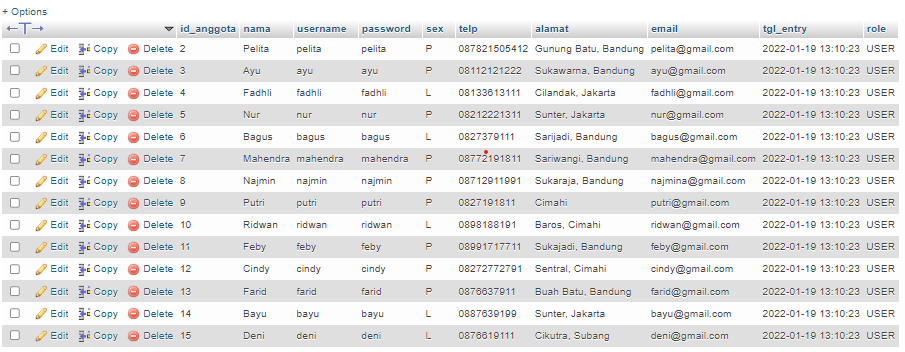 + Options
←T→ id_anggota nama username password sex telp alamat email tgl_entry role
Edit Copy Delete 2 Pelita pelita pelita P 087821505412 Gunung Batu, Bandung pelita@gmail.com 2022-01-19 13:10:23 USER
Edit Copy Delete 3 Ayu ayu ayu P 08112121222 Sukawarna, Bandung ayu@gmail.com 2022-01-19 13:10:23 USER
Edit Copy Delete 4 Fadhli fadhli fadhli L 08133613111 Cilandak, Jakarta fadhli@gmail.com 2022-01-19 13:10:23 USER
Edit Copy Delete 5 Nur nur nur P 08212221311 Sunter, Jakarta nur@gmail.com 2022-01-19 13:10:23 USER
Edit Copy Delete 6 Bagus bagus bagus L 0827379111 Sarijadi, Bandung bagus@gmail.com 2022-01-19 13:10:23 USER
Edit Copy Delete 7 Mahendra mahendra mahendra P 08772191811 Sariwangi, Bandung mahendra@gmail.com 2022-01-19 13:10:23 USER
Edit Copy Delete 8 Najmin najmin najmin P 08712911991 Sukaraja, Bandung najmina@gmail.com 2022-01-19 13:10:23 USER
Edit Copy Delete 9 Putri putri putri P 0827191811 Cimahi putri@gmail.com 2022-01-19 13:10:23 USER
Edit Copy Delete 10 Ridwan ridwan ridwan L 0898188191 Baros, Cimahi ridwan@gmail.com 2022-01-19 13:10:23 USER
Edit Copy Delete 11 Feby feby feby P 08991717711 Sukajadi, Bandung feby@gmail.com 2022-01-19 13:10:23 USER
Edit Copy Delete 12 Cindy cindy cindy P 08272772791 Sentral, Cimahi cindy@gmail.com 2022-01-19 13:10:23 USER
Edit Copy Delete 13 Farid farid farid P 0876637911 Buah Batu, Bandung farid@gmail.com 2022-01-19 13:10:23 USER
Edit Copy Delete 14 Bayu bayu bayu L 0887639199 Sunter, Jakarta bayu@gmail.com 2022-01-19 13:10:23 USER
Edit Copy Delete 15 Deni deni deni L 0876619111 Cikutra, Subang deni@gmail.com 2022-01-19 13:10:23 USER